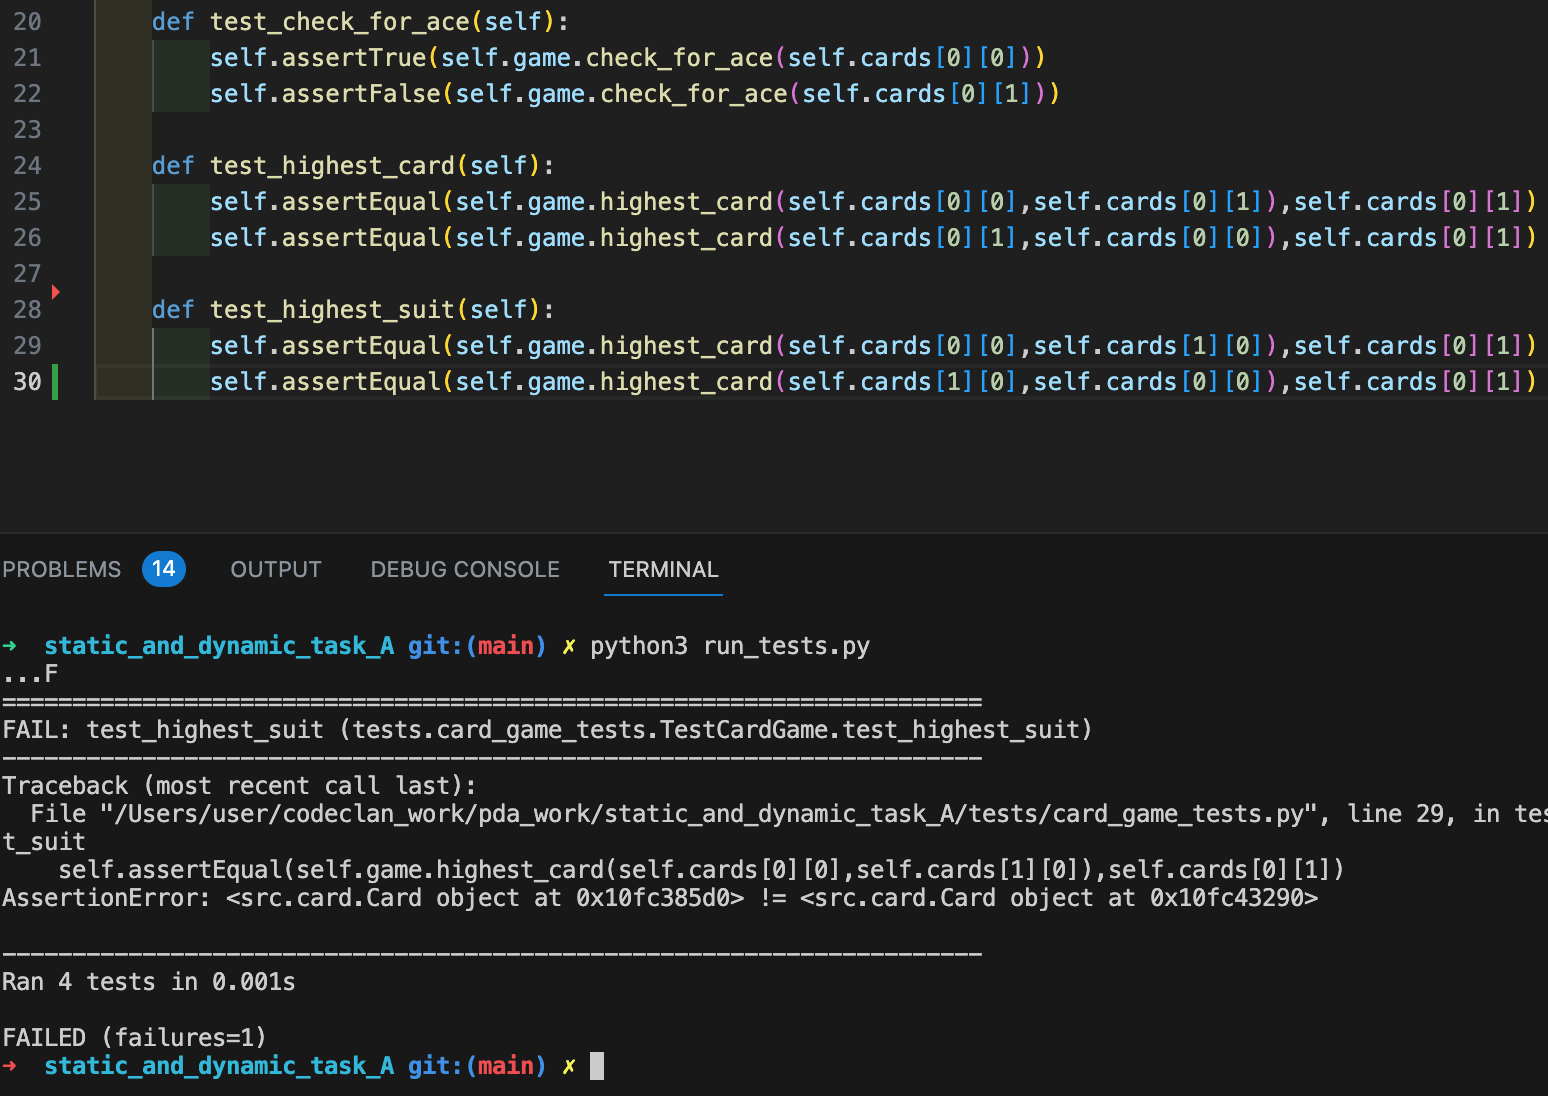 20 def test_check_for_ace(self):
21 self.assertTrue(self.game.check_for_ace(self.cards[0][0]))
22 self.assertFalse(self.game.check_for_ace(self.cards[0][1]))
23
24 def test_highest_card(self):
25 self.assertEqual(self.game.highest_card(self.cards[0][0],self.cards[0][1]),self.cards[0][1])
26 self.assertEqual(self.game.highest_card(self.cards[0][1],self.cards[0][0]),self.cards[0][1])
27
28 def test_highest_suit(self):
29 self.assertEqual(self.game.highest_card(self.cards[0][0],self.cards[1][0]),self.cards[0][1])
30 self.assertEqual(self.game.highest_card(self.cards[1][0],self.cards[0][0]),self.cards[0][1])
PROBLEMS 14 OUTPUT DEBUG CONSOLE TERMINAL
➜ static_and_dynamic_task_A git:(main) ✗ python3 run_tests.py
...F
======================================================================
FAIL: test_highest_suit (tests.card_game_tests.TestCardGame.test_highest_suit)
----------------------------------------------------------------------
Traceback (most recent call last):
File "/Users/user/codeclan_work/pda_work/static_and_dynamic_task_A/tests/card_game_tests.py", line 29, in tes
t_suit
self.assertEqual(self.game.highest_card(self.cards[0][0],self.cards[1][0]),self.cards[0][1])
AssertionError: <src.card.Card object at 0x10fc385d0> != <src.card.Card object at 0x10fc43290>
----------------------------------------------------------------------
Ran 4 tests in 0.001s
FAILED (failures=1)
➜ static_and_dynamic_task_A git:(main) ✗